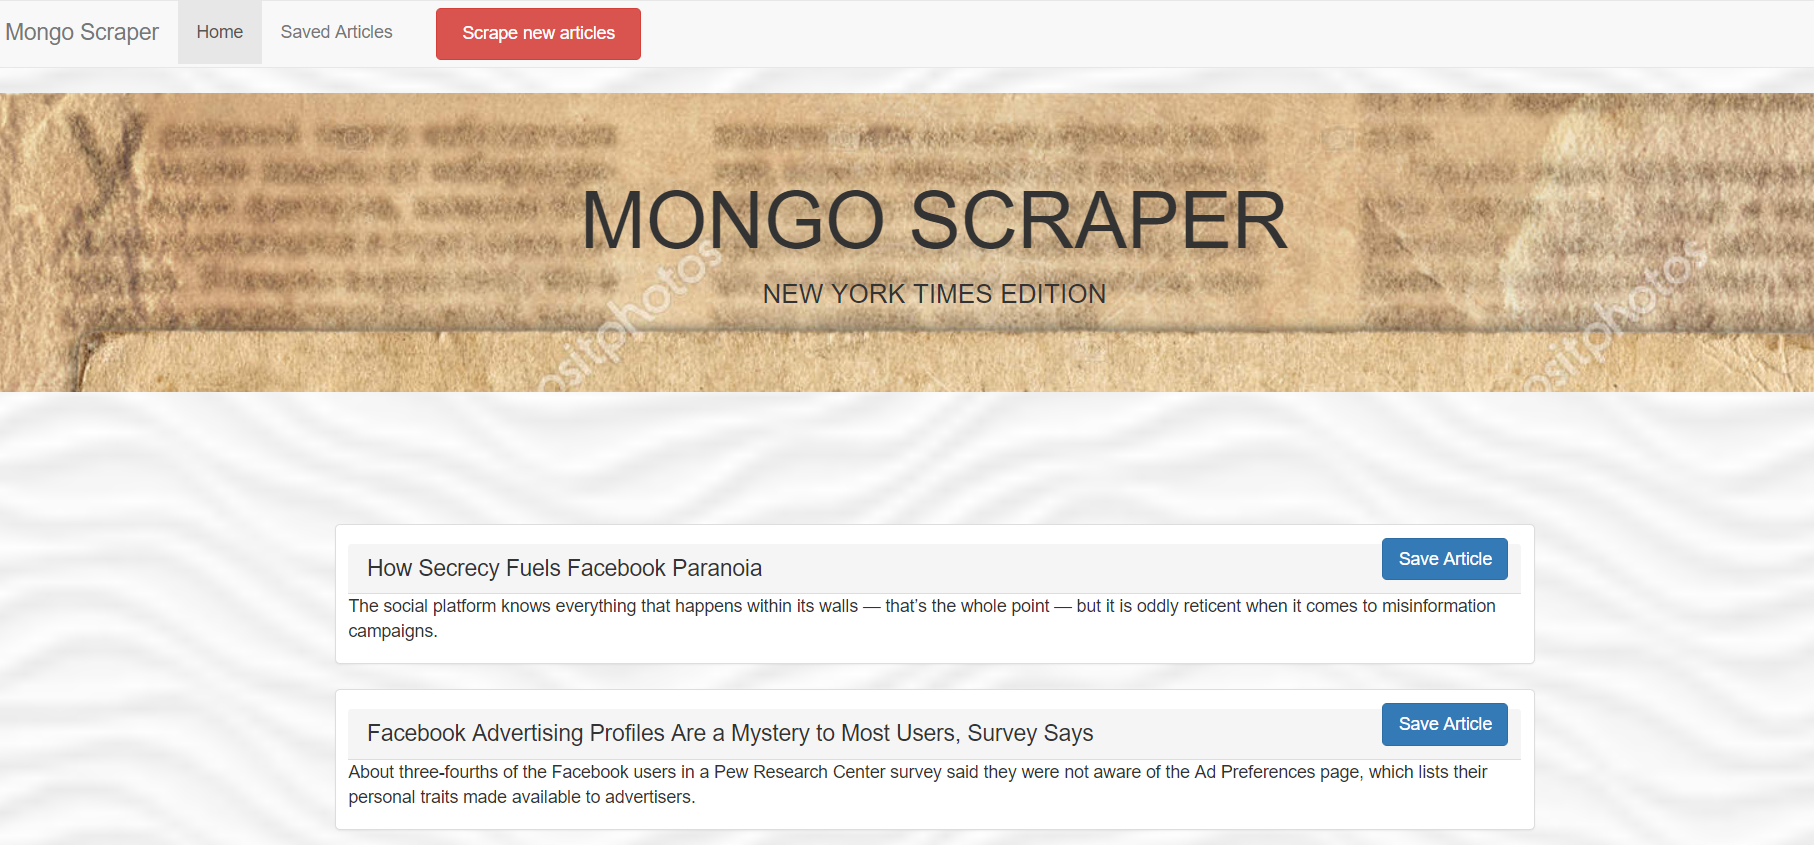 Mongo Scraper
Home
Saved Articles
Scrape new articles
MONGO SCRAPER
NEW YORK TIMES EDITION
ositphotos
ositphotos
How Secrecy Fuels Facebook Paranoia
Save Article
The social platform knows everything that happens within its walls — that’s the whole point — but it is oddly reticent when it comes to misinformation
campaigns.
Facebook Advertising Profiles Are a Mystery to Most Users, Survey Says
Save Article
About three-fourths of the Facebook users in a Pew Research Center survey said they were not aware of the Ad Preferences page, which lists their
personal traits made available to advertisers.